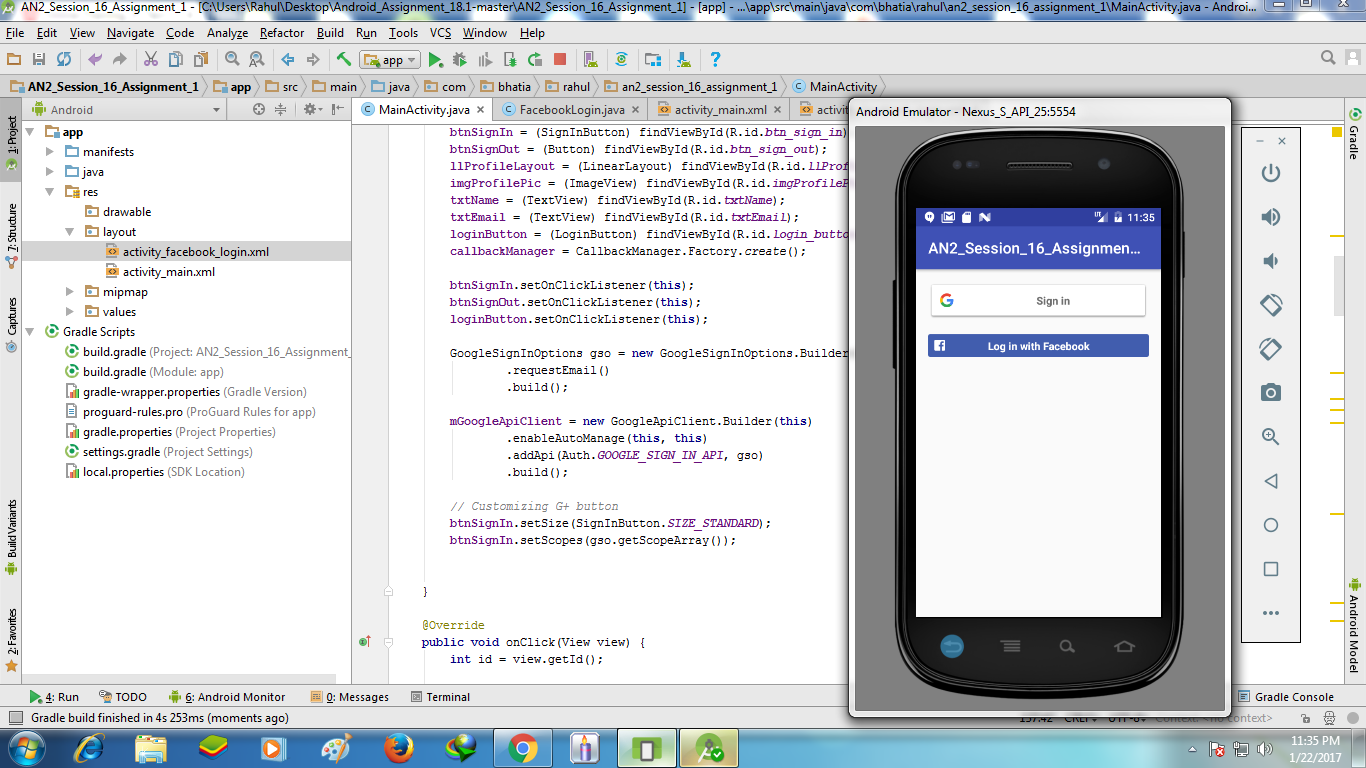 AN2_Session_16_Assignment_1 - [C:\Users\Rahul\Desktop\Android_Assignment_18.1-master\AN2_Session_16_Assignment_1] - [app] - ...\app\src\main\java\com\bhatia\rahul\an2_session_16_assignment_1\MainActivity.java - Androi...
File Edit View Navigate Code Analyze Refactor Build Run Tools VCS Window Help
app
AN2_Session_16_Assignment_1 app src main java com bhatia rahul an2_session_16_assignment_1 MainActivity
Android
MainActivity.java FacebookLogin.java activity_main.xml activit
1: Project
7: Structure
Captures
Build Variants
2: Favorites
app
manifests
java
res
drawable
layout
activity_facebook_login.xml
activity_main.xml
mipmap
values
Gradle Scripts
build.gradle (Project: AN2_Session_16_Assignment_
build.gradle (Module: app)
gradle-wrapper.properties (Gradle Version)
proguard-rules.pro (ProGuard Rules for app)
gradle.properties (Project Properties)
settings.gradle (Project Settings)
local.properties (SDK Location)
btnSignIn = (SignInButton) findViewById(R.id.btn_sign_in)
btnSignOut = (Button) findViewById(R.id.btn_sign_out);
llProfileLayout = (LinearLayout) findViewById(R.id.llProf
imgProfilePic = (ImageView) findViewById(R.id.imgProfileP
txtName = (TextView) findViewById(R.id.txtName);
txtEmail = (TextView) findViewById(R.id.txtEmail);
loginButton = (LoginButton) findViewById(R.id.login_butto
callbackManager = CallbackManager.Factory.create();
btnSignIn.setOnClickListener(this);
btnSignOut.setOnClickListener(this);
loginButton.setOnClickListener(this);
GoogleSignInOptions gso = new GoogleSignInOptions.Builder
.requestEmail()
.build();
mGoogleApiClient = new GoogleApiClient.Builder(this)
.enableAutoManage(this, this)
.addApi(Auth.GOOGLE_SIGN_IN_API, gso)
.build();
// Customizing G+ button
btnSignIn.setSize(SignInButton.SIZE_STANDARD);
btnSignIn.setScopes(gso.getScopeArray());
}
@Override
public void onClick(View view) {
int id = view.getId();
Android Emulator - Nexus_S_API_25:5554
11:35
AN2_Session_16_Assignmen...
G Sign in
f Log in with Facebook
Gradle
Android Model
4: Run TODO 6: Android Monitor 0: Messages Terminal Gradle Console
Gradle build finished in 4s 253ms (moments ago)
Context: <no context>
11:35 PM
1/22/2017